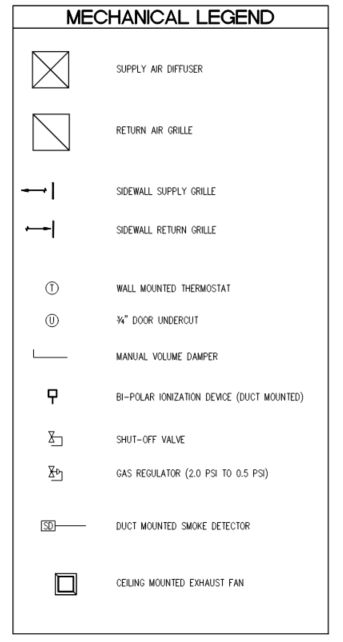 MECHANICAL LEGEND
SUPPLY AIR DIFFUSER
RETURN AIR GRILLE
SIDEWALL SUPPLY GRILLE
SIDEWALL RETURN GRILLE
T WALL MOUNTED THERMOSTAT
U ¾" DOOR UNDERCUT
MANUAL VOLUME DAMPER
BI-POLAR IONIZATION DEVICE (DUCT MOUNTED)
SHUT-OFF VALVE
GAS REGULATOR (2.0 PSI TO 0.5 PSI)
SD DUCT MOUNTED SMOKE DETECTOR
CEILING MOUNTED EXHAUST FAN